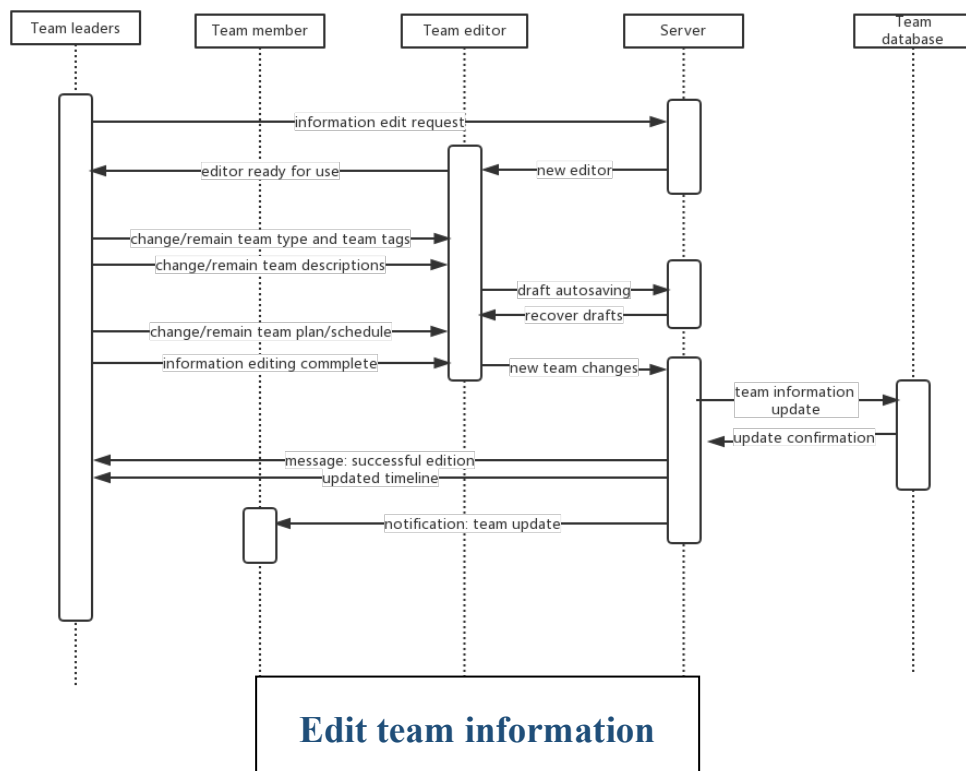 Team leaders
Team member
Team editor
Server
Team
database
information edit request
editor ready for use
new editor
change/remain team type and team tags
change/remain team descriptions
draft autosaving
recover drafts
change/remain team plan/schedule
information editing commplete
new team changes
team information
update
update confirmation
message: successful edition
updated timeline
notification: team update
Edit team information